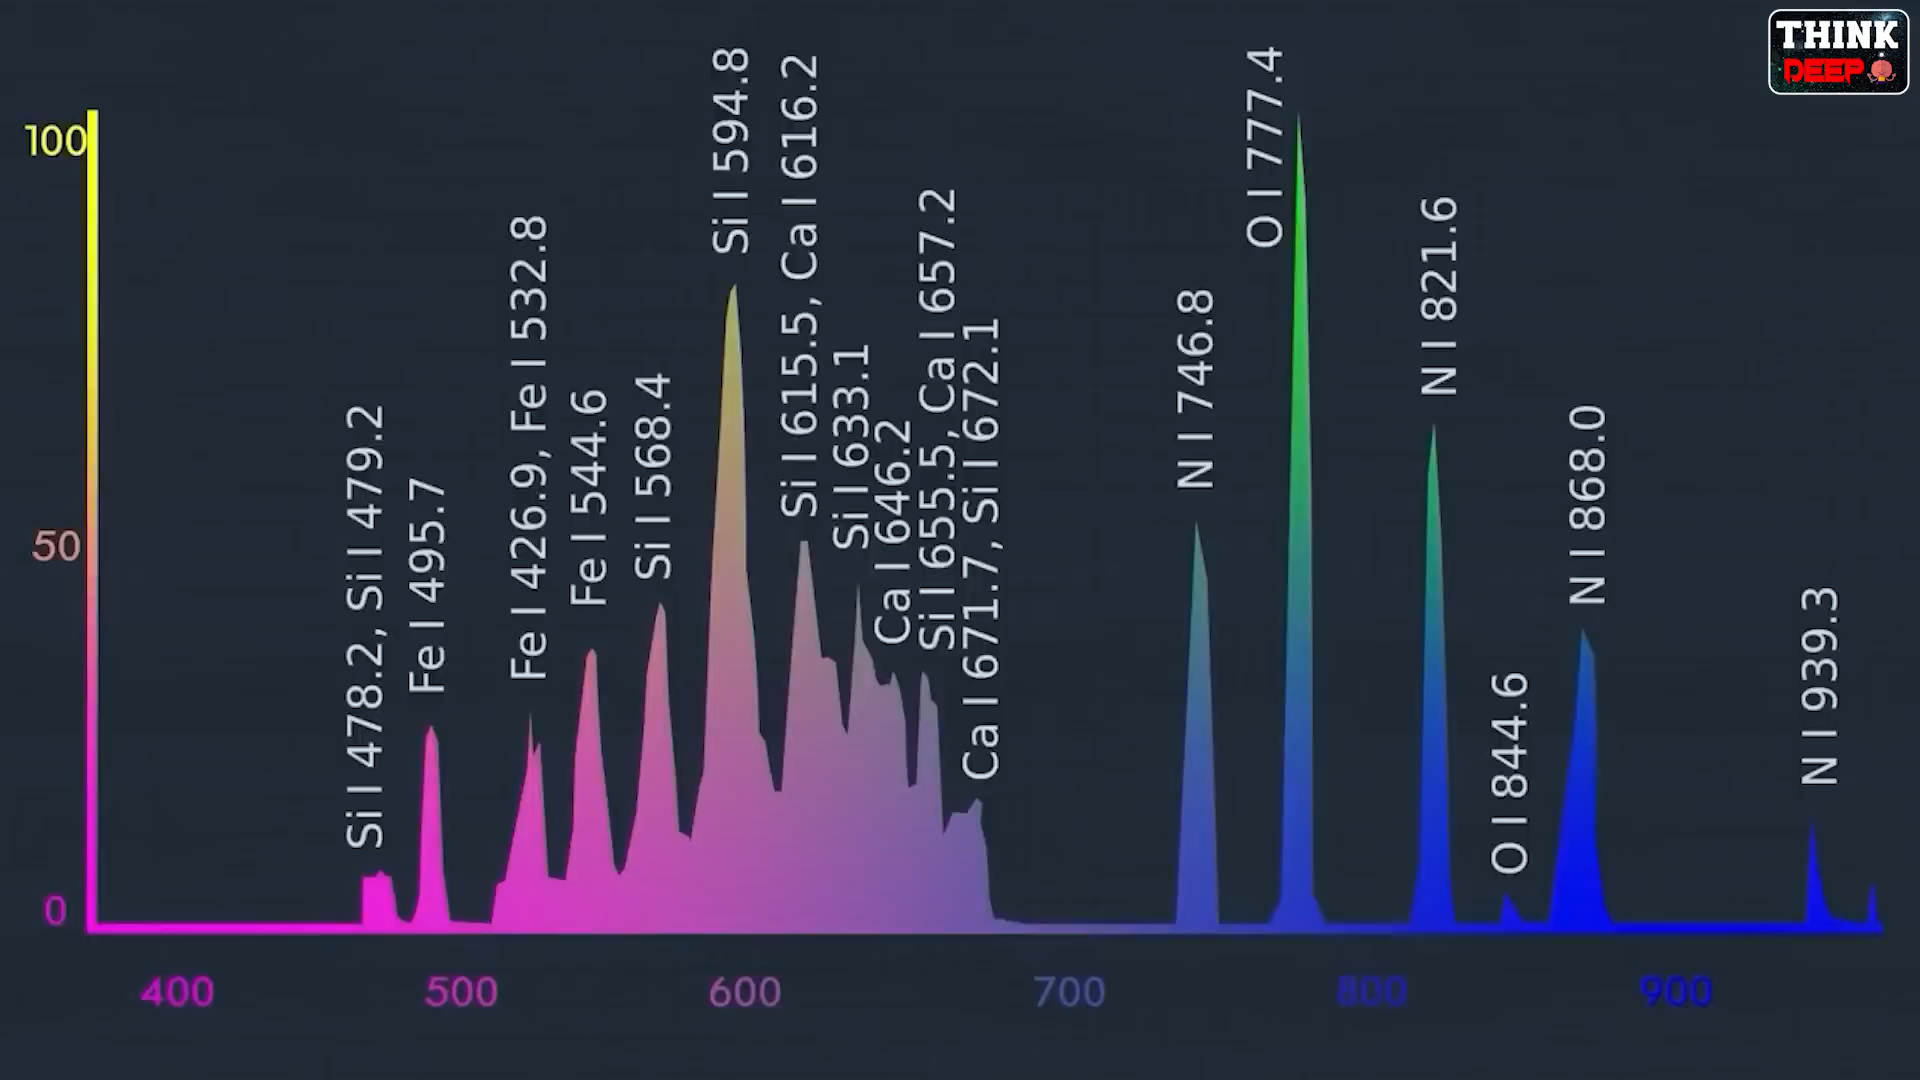 THINK
DEEP
100
50
0
Si I 478.2, Si I 479.2
Fe I 495.7
Fe I 426.9, Fe I 532.8
Fe I 544.6
Si I 568.4
Si I 594.8
Si I 615.5, Ca I 616.2
Si I 633.1
Ca I 646.2
Si I 655.5, Ca I 657.2
Ca I 671.7, Si I 672.1
N I 746.8
O I 777.4
N I 821.6
O I 844.6
N I 868.0
N I 939.3
400
500
600
700
800
900